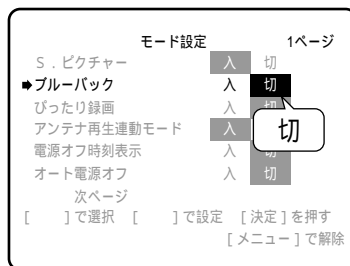 モード設定 1ページ
S．ピクチャー 入 切
➡ブルーバック 入 切
ぴったり録画 入 切
アンテナ再生連動モード 入
電源オフ時刻表示 入
オート電源オフ 入 切
切
次ページ
[ ]で選択 [ ]で設定 [決定]を押す
[メニュー]で解除